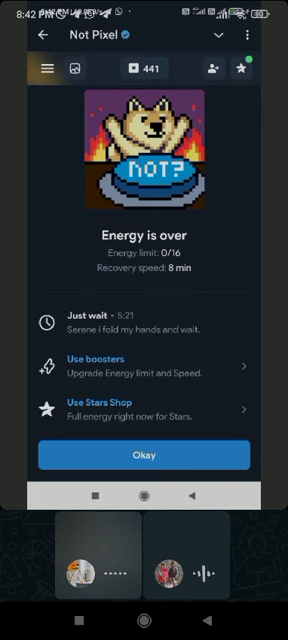 8:42 PM
Not Pixel
441
NOT?
Energy is over
Energy limit: 0/16
Recovery speed: 8 min
Just wait • 5:21
Serene i fold my hands and wait.
Use boosters
Upgrade Energy limit and Speed.
Use Stars Shop
Full energy right now for Stars.
Okay